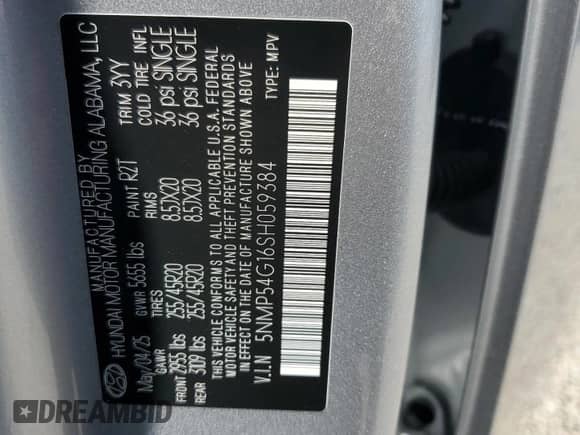 MANUFACTURED BY
HYUNDAI MOTOR MANUFACTURING ALABAMA, LLC
May/04/25 GVWR 5655 lbs PAINT R2T TRIM 3YY
GAWR TIRES RIMS COLD TIRE INFL
FRONT 2955 lbs 255/45R20 8.5JX20 36 psi SINGLE
REAR 3109 lbs 255/45R20 8.5JX20 36 psi SINGLE
THIS VEHICLE CONFORMS TO ALL APPLICABLE U.S.A. FEDERAL
MOTOR VEHICLE SAFETY AND THEFT PREVENTION STANDARDS
IN EFFECT ON THE DATE OF MANUFACTURE SHOWN ABOVE
V.I.N 5NMP54G16SH059384 TYPE: MPV
DREAMBID